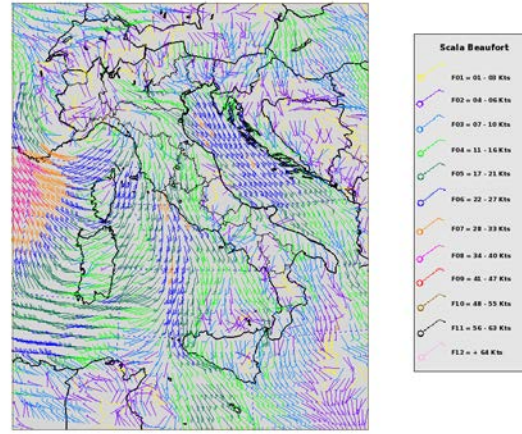 Scala Beaufort
F01 = 01 - 03 Kts
F02 = 04 - 06 Kts
F03 = 07 - 10 Kts
F04 = 11 - 16 Kts
F05 = 17 - 21 Kts
F06 = 22 - 27 Kts
F07 = 28 - 33 Kts
F08 = 34 - 40 Kts
F09 = 41 - 47 Kts
F10 = 48 - 55 Kts
F11 = 56 - 63 Kts
F12 = + 64 Kts